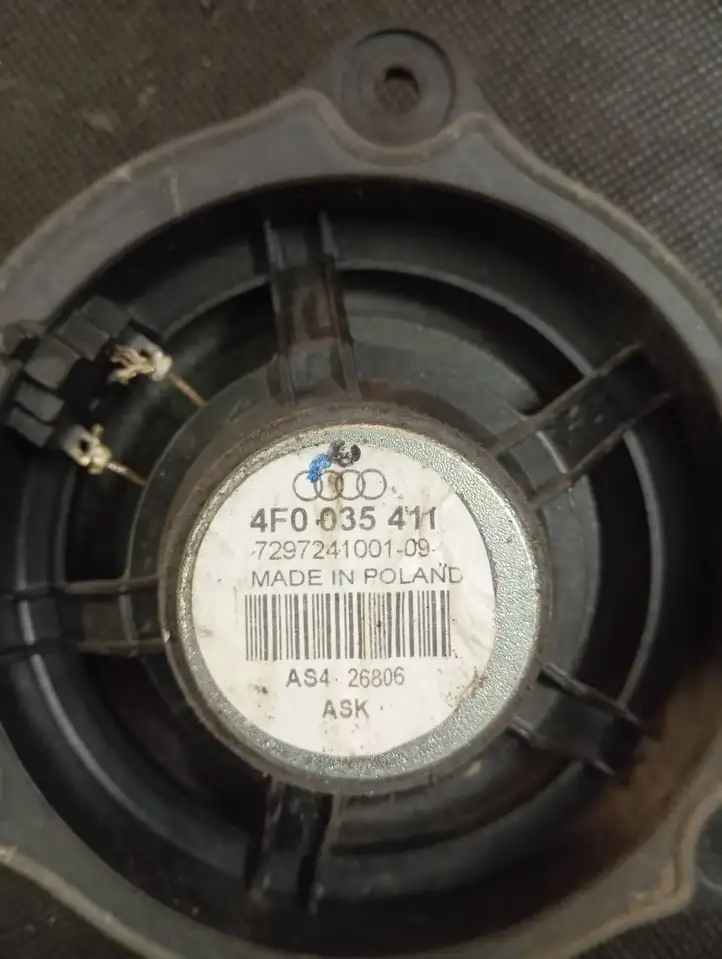 4F0 035 411
7297241001-09
MADE IN POLAND
AS4 26806
ASK